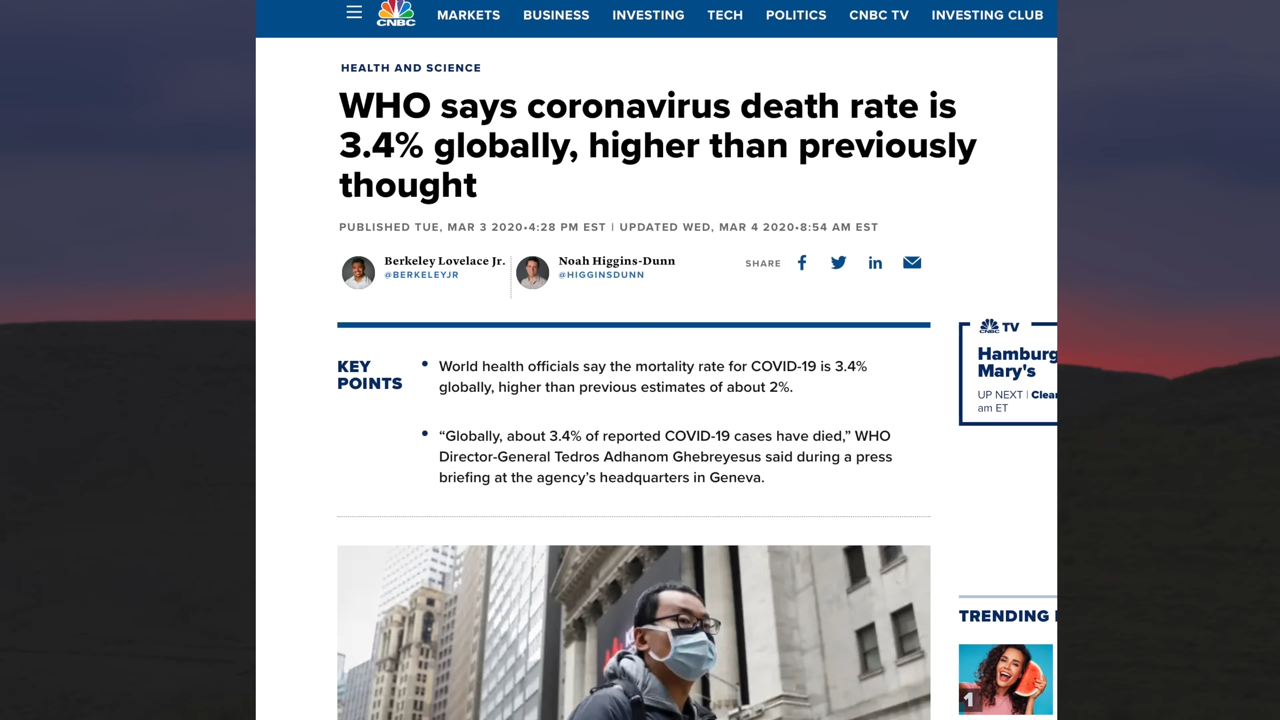 CNBC
MARKETS BUSINESS INVESTING TECH POLITICS CNBC TV INVESTING CLUB
HEALTH AND SCIENCE
WHO says coronavirus death rate is
3.4% globally, higher than previously
thought
PUBLISHED TUE, MAR 3 2020•4:28 PM EST | UPDATED WED, MAR 4 2020•8:54 AM EST
Berkeley Lovelace Jr.
@BERKELEYJR
Noah Higgins-Dunn
@HIGGINSDUNN
SHARE
KEY
POINTS
• World health officials say the mortality rate for COVID-19 is 3.4%
globally, higher than previous estimates of about 2%.
• “Globally, about 3.4% of reported COVID-19 cases have died,” WHO
Director-General Tedros Adhanom Ghebreyesus said during a press
briefing at the agency’s headquarters in Geneva.
TV
Hamburg
Mary's
UP NEXT | Clear
am ET
TRENDING
1